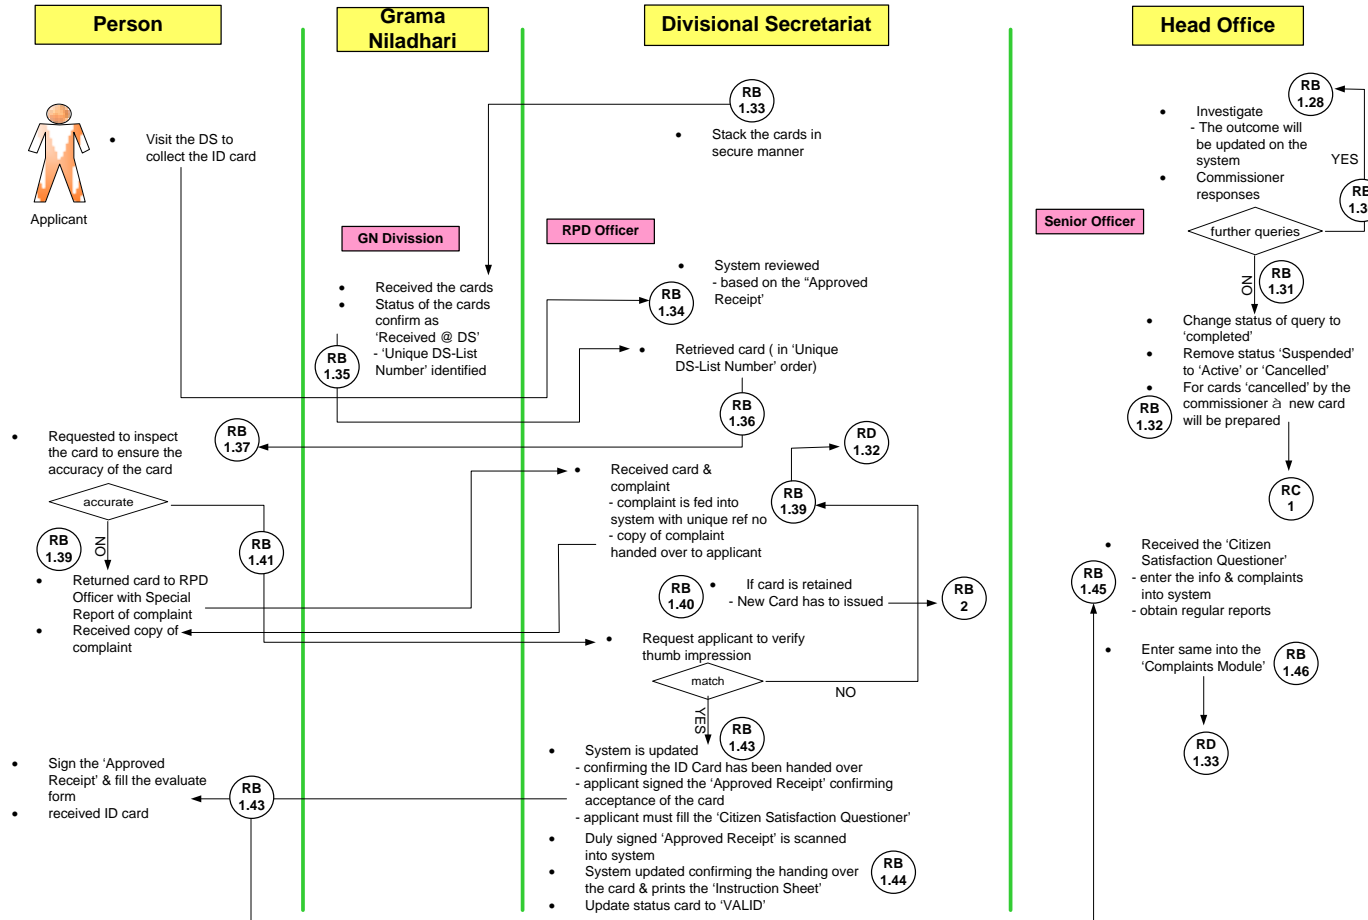 Person
Grama
Niladhari
Divisional Secretariat
Head Office
Applicant
• Visit the DS to
collect the ID card
RB
1.33
• Stack the cards in
secure manner
RB
1.28
• Investigate
- The outcome will
be updated on the
system
• Commissioner
responses
YES
RB
1.3
Senior Officer
further queries
NO
RB
1.31
GN Divission
RPD Officer
• Received the cards
• Status of the cards
confirm as
‘Received @ DS’
- ‘Unique DS-List
Number’ identified
RB
1.35
• System reviewed
- based on the “Approved
Receipt’
RB
1.34
• Retrieved card ( in ‘Unique
DS-List Number’ order)
RB
1.36
• Change status of query to
‘completed’
• Remove status ‘Suspended’
to ‘Active’ or ‘Cancelled’
• For cards ‘cancelled’ by the
commissioner à new card
will be prepared
RB
1.32
RC
1
• Requested to inspect
the card to ensure the
accuracy of the card
RB
1.37
accurate
RB
1.39
NO
RB
1.41
• Returned card to RPD
Officer with Special
Report of complaint
• Received copy of
complaint
• Received card &
complaint
- complaint is fed into
system with unique ref no
- copy of complaint
handed over to applicant
RD
1.32
RB
1.39
RB
1.40
• If card is retained
- New Card has to issued
RB
2
• Request applicant to verify
thumb impression
match
NO
YES
RB
1.43
• Received the ‘Citizen
Satisfaction Questioner’
- enter the info & complaints
into system
- obtain regular reports
RB
1.45
• Enter same into the
‘Complaints Module’
RB
1.46
RD
1.33
• Sign the ‘Approved
Receipt’ & fill the evaluate
form
• received ID card
RB
1.43
• System is updated
- confirming the ID Card has been handed over
- applicant signed the ‘Approved Receipt’ confirming
acceptance of the card
- applicant must fill the ‘Citizen Satisfaction Questioner’
• Duly signed ‘Approved Receipt’ is scanned
into system
• System updated confirming the handing over
the card & prints the ‘Instruction Sheet’
• Update status card to ‘VALID’
RB
1.44